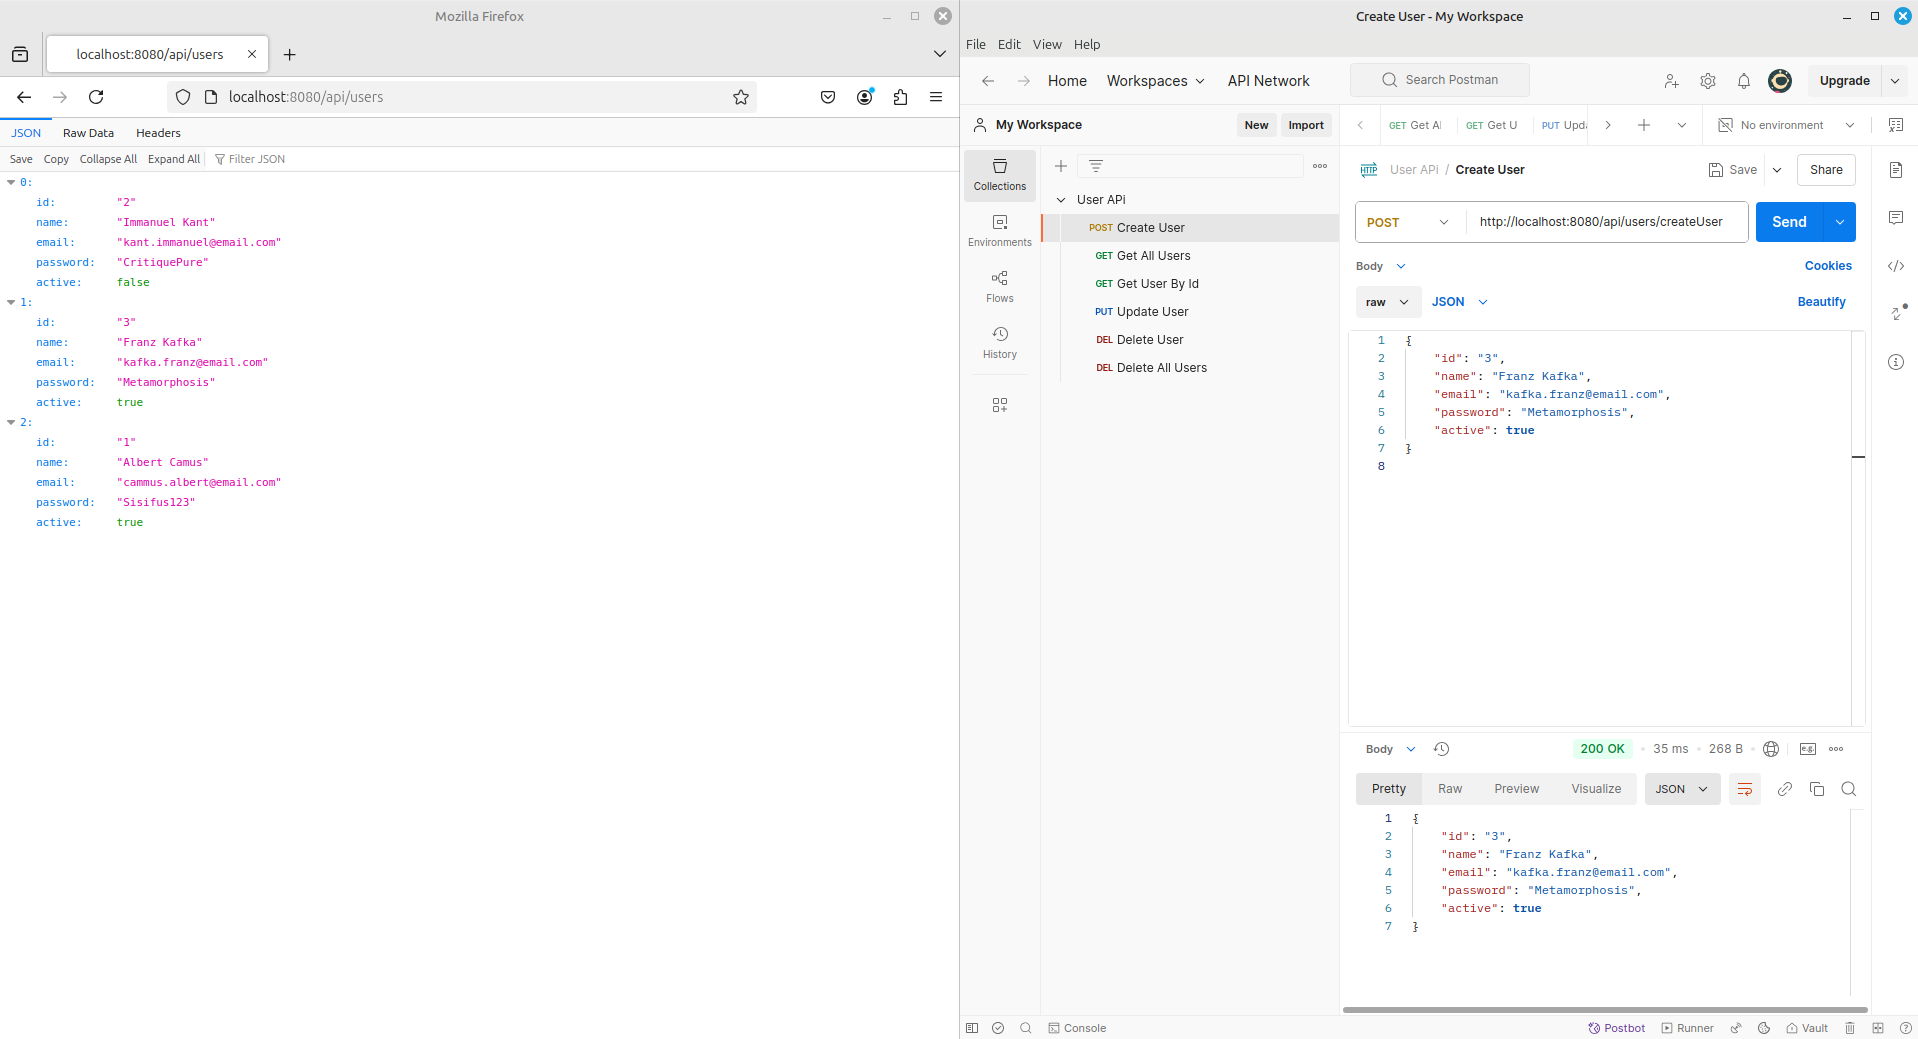 Mozilla Firefox
localhost:8080/api/users
localhost:8080/api/users
JSON Raw Data Headers
Save Copy Collapse All Expand All Filter JSON
0:
id: "2"
name: "Immanuel Kant"
email: "kant.immanuel@email.com"
password: "CritiquePure"
active: false
1:
id: "3"
name: "Franz Kafka"
email: "kafka.franz@email.com"
password: "Metamorphosis"
active: true
2:
id: "1"
name: "Albert Camus"
email: "cammus.albert@email.com"
password: "Sisifus123"
active: true
Create User - My Workspace
File Edit View Help
Home Workspaces API Network Search Postman Upgrade
My Workspace New Import
GET Get Al GET Get U PUT Upda No environment
Collections
Environments
Flows
History
User APi
POST Create User
GET Get All Users
GET Get User By Id
PUT Update User
DEL Delete User
DEL Delete All Users
HTTP User APi / Create User Save Share
POST http://localhost:8080/api/users/createUser Send
Body Cookies
raw JSON Beautify
1 {
2 "id": "3",
3 "name": "Franz Kafka",
4 "email": "kafka.franz@email.com",
5 "password": "Metamorphosis",
6 "active": true
7 }
8
Body 200 OK • 35 ms • 268 B • e.g.
Pretty Raw Preview Visualize JSON
1 {
2 "id": "3",
3 "name": "Franz Kafka",
4 "email": "kafka.franz@email.com",
5 "password": "Metamorphosis",
6 "active": true
7 }
Console Postbot Runner Vault